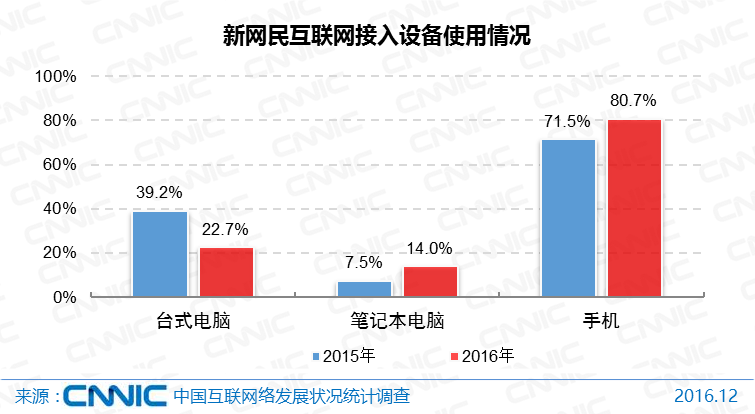 新网民互联网接入设备使用情况
100%
80%
60%
40%
20%
0%
39.2%
22.7%
7.5%
14.0%
71.5%
80.7%
台式电脑
笔记本电脑
手机
2015年
2016年
来源：CNNIC 中国互联网络发展状况统计调查
2016.12